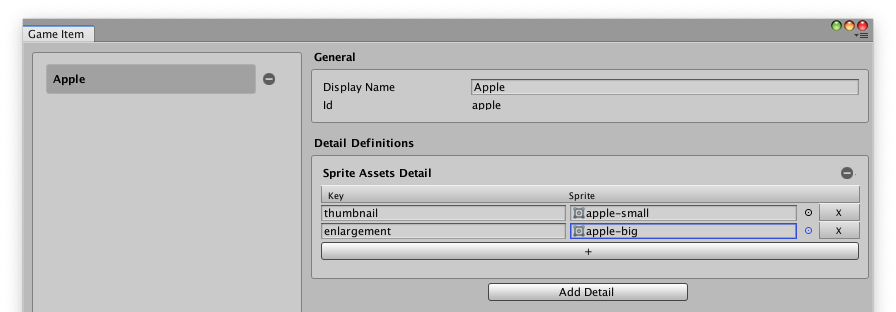 Game Item
Apple
General
Display Name Apple
Id apple
Detail Definitions
Sprite Assets Detail
Key Sprite
thumbnail apple-small X
enlargement apple-big X
+
Add Detail